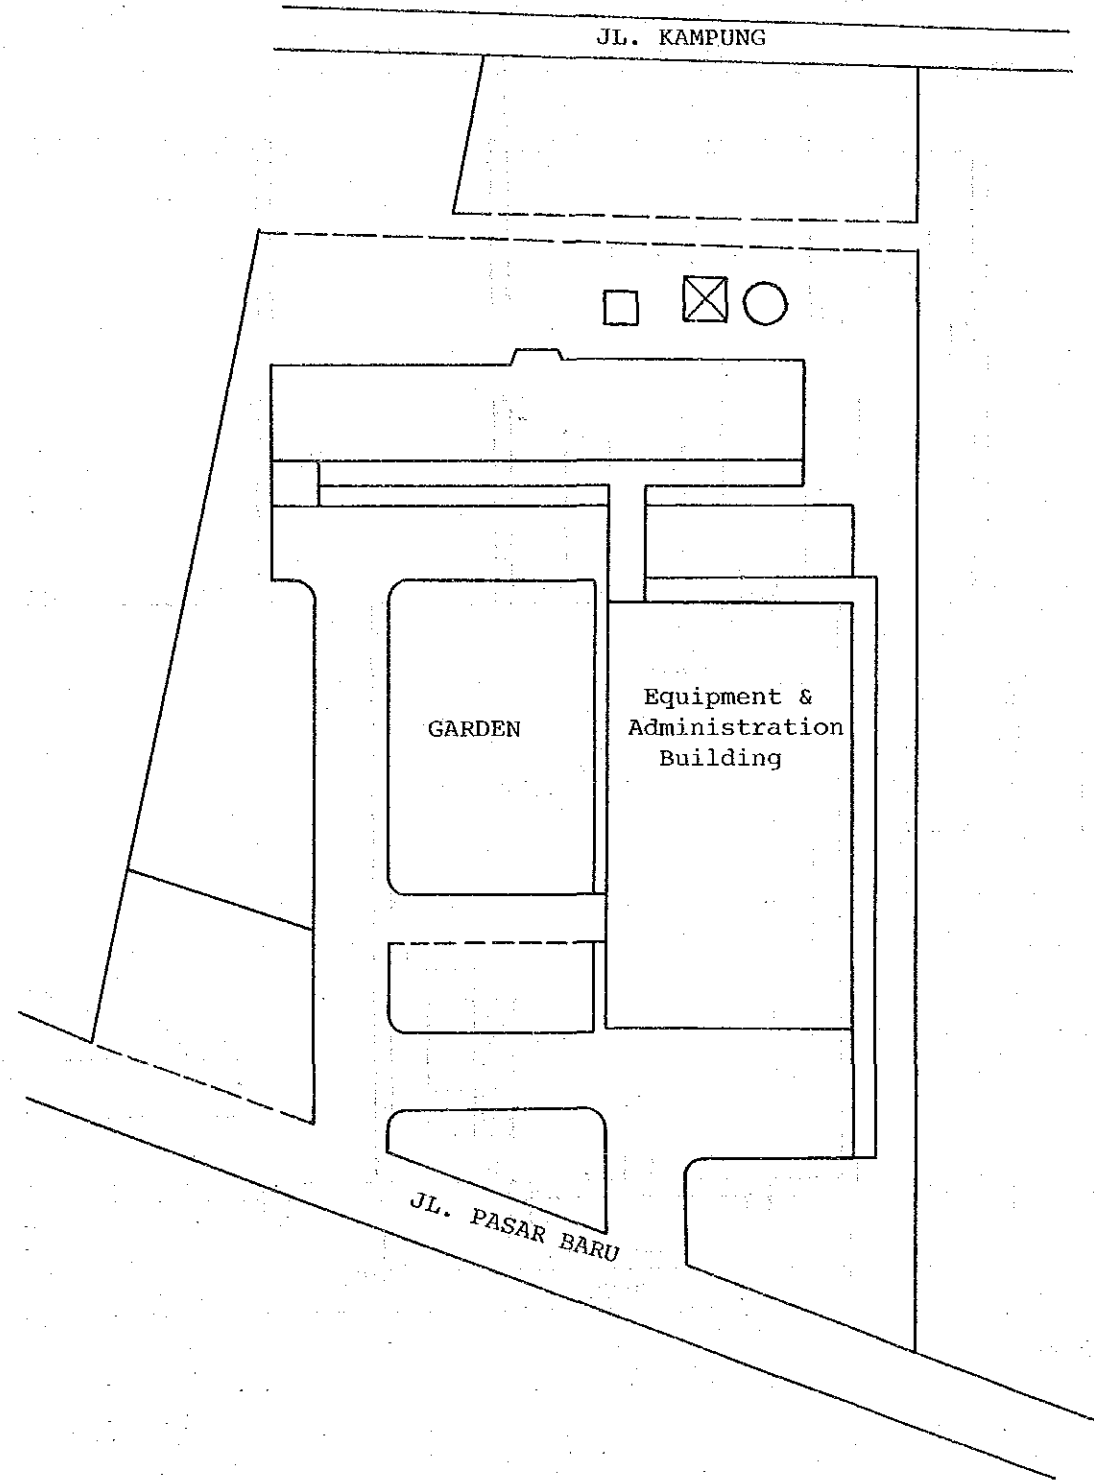 JL. KAMPUNG
Equipment &
Administration
Building
GARDEN
JL. PASAR BARU